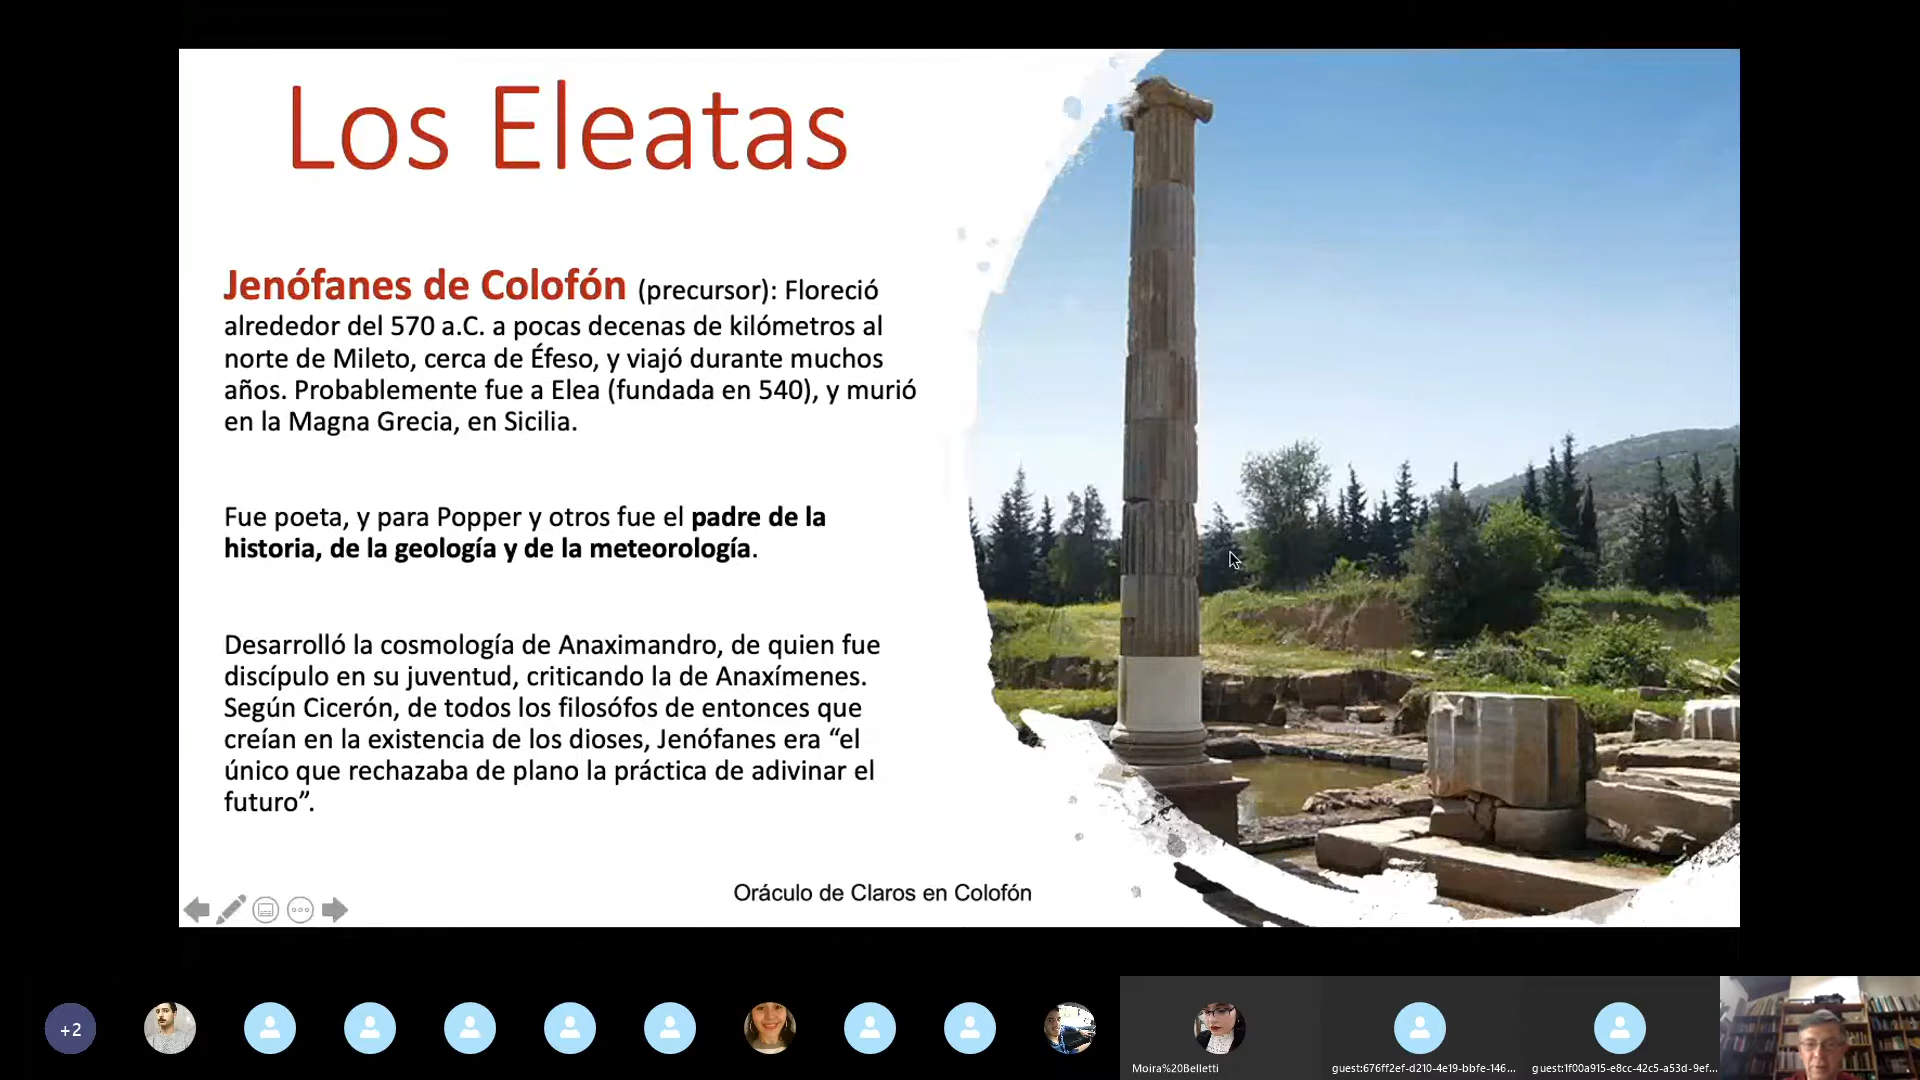 Los Eleatas
Jenófanes de Colofón (precursor): Floreció
alrededor del 570 a.C. a pocas decenas de kilómetros al
norte de Mileto, cerca de Éfeso, y viajó durante muchos
años. Probablemente fue a Elea (fundada en 540), y murió
en la Magna Grecia, en Sicilia.
Fue poeta, y para Popper y otros fue el padre de la
historia, de la geología y de la meteorología.
Desarrolló la cosmología de Anaximandro, de quien fue
discípulo en su juventud, criticando la de Anaxímenes.
Según Cicerón, de todos los filosófos de entonces que
creían en la existencia de los dioses, Jenófanes era “el
único que rechazaba de plano la práctica de adivinar el
futuro”.
Oráculo de Claros en Colofón
+2
Moira%20Belletti
guest:676ff2ef-d210-4e19-bbfe-146...
guest:1f00a915-e8cc-42c5-a53d-9ef...